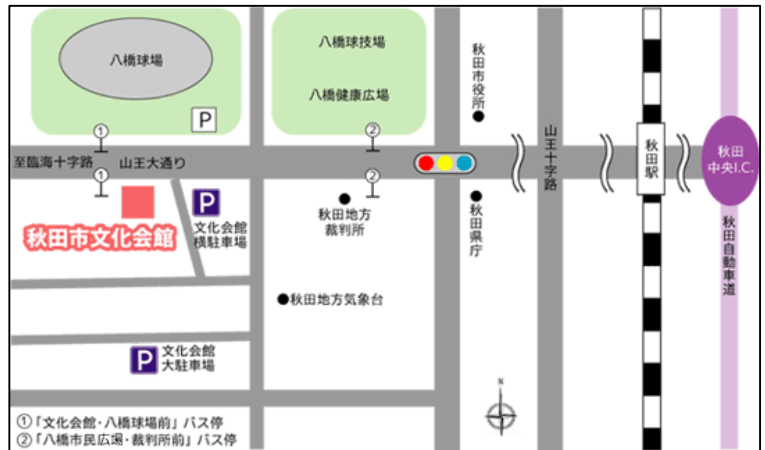 八橋球場
P
八橋球技場
八橋健康広場
秋田市役所
①
②
至臨海十字路
山王大通り
①
②
山王十字路
秋田駅
秋田
中央I.C.
秋田市文化会館
P
文化会館
横駐車場
秋田地方
裁判所
秋田県庁
秋田自動車道
秋田地方気象台
P
文化会館
大駐車場
N
①「文化会館・八橋球場前」バス停
②「八橋市民広場・裁判所前」バス停